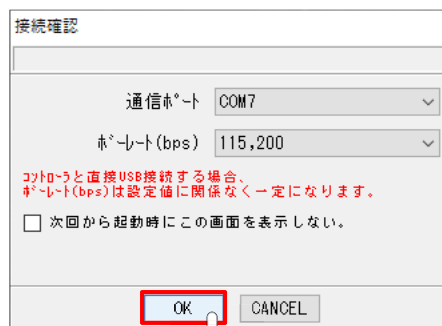 接続確認
通信ﾎﾟｰﾄ COM7
ﾎﾞｰﾚｰﾄ(bps) 115,200
ｺﾝﾄﾛｰﾗと直接USB接続する場合、
ﾎﾞｰﾚｰﾄ(bps)は設定値に関係なく一定になります。
次回から起動時にこの画面を表示しない。
OK CANCEL